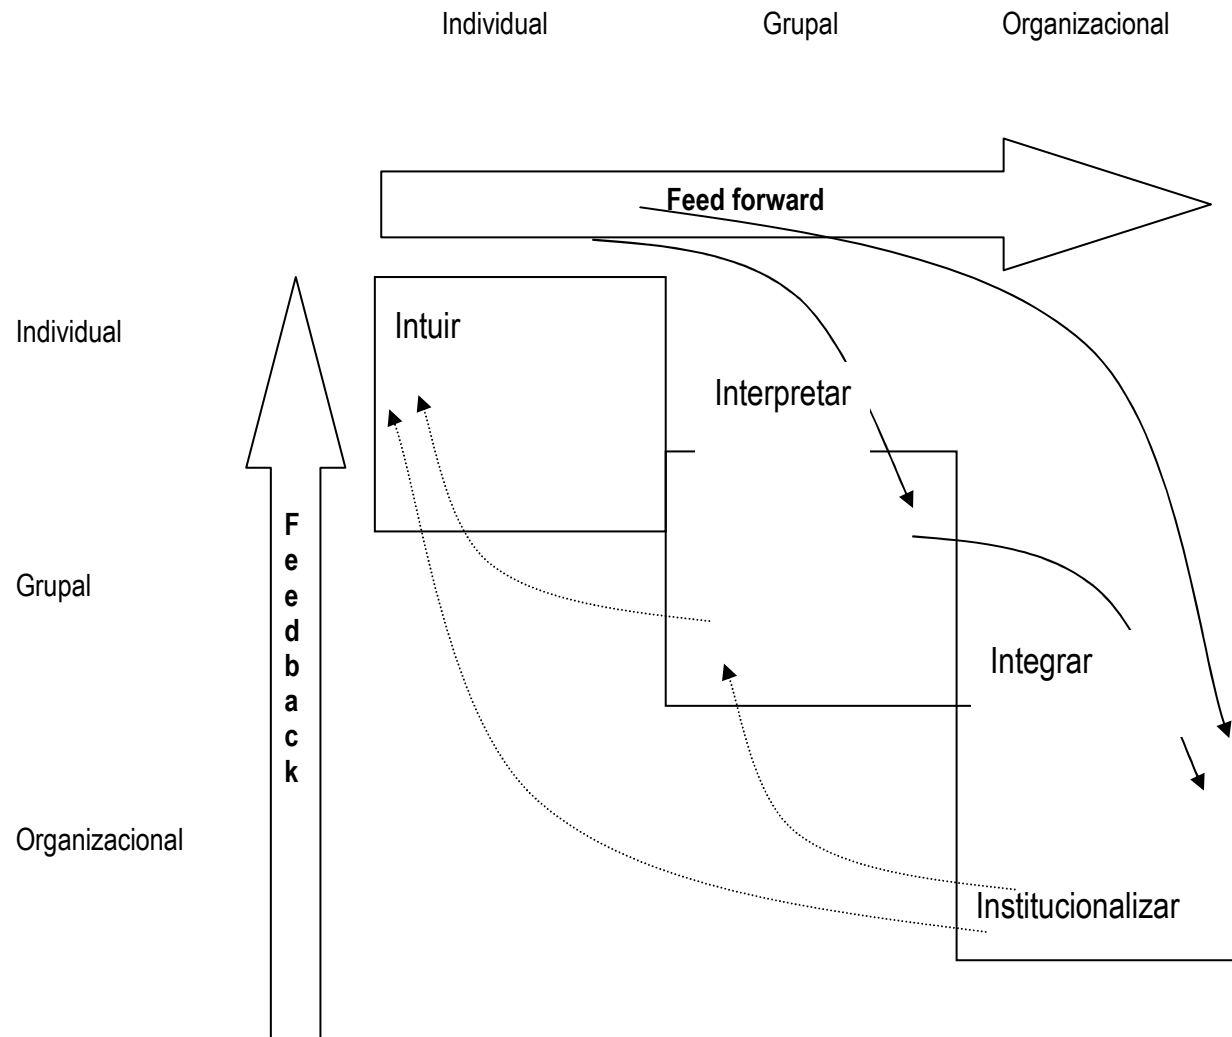 Individual Grupal Organizacional
Feed forward
Individual
Intuir
Interpretar
Feedback
Grupal
Integrar
Organizacional
Institucionalizar